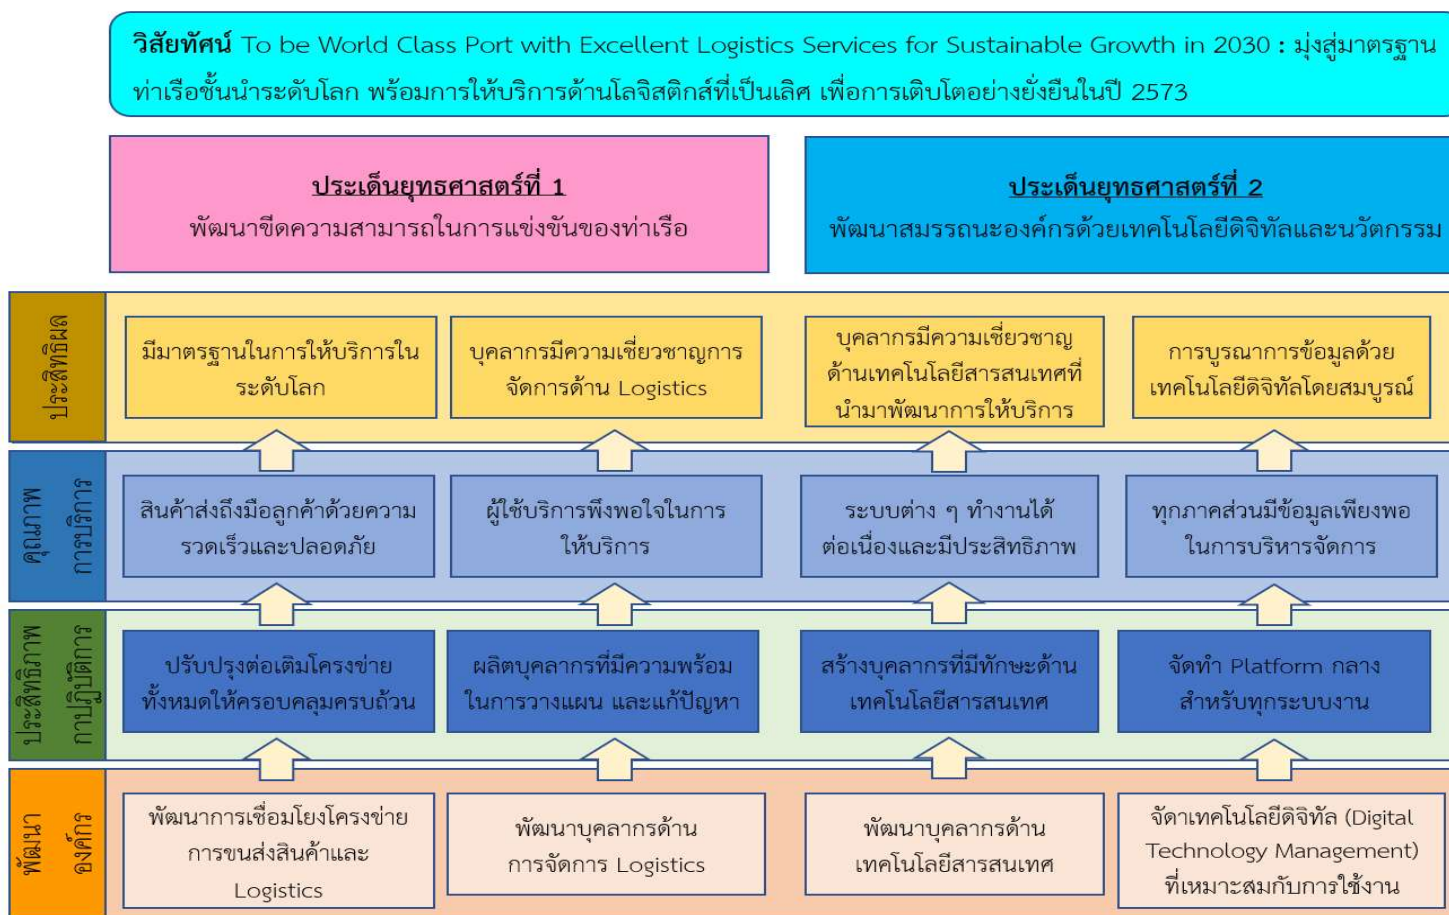 วิสัยทัศน์ To be World Class Port with Excellent Logistics Services for Sustainable Growth in 2030 : มุ่งสู่มาตรฐาน
ท่าเรือชั้นนำระดับโลก พร้อมการให้บริการด้านโลจิสติกส์ที่เป็นเลิศ เพื่อการเติบโตอย่างยั่งยืนในปี 2573
ประเด็นยุทธศาสตร์ที่ 1
พัฒนาขีดความสามารถในการแข่งขันของท่าเรือ
ประเด็นยุทธศาสตร์ที่ 2
พัฒนาสมรรถนะองค์กรด้วยเทคโนโลยีดิจิทัลและนวัตกรรม
ประสิทธิผล
มีมาตรฐานในการให้บริการใน
ระดับโลก
บุคลากรมีความเชี่ยวชาญการ
จัดการด้าน Logistics
บุคลากรมีความเชี่ยวชาญ
ด้านเทคโนโลยีสารสนเทศที่
นำมาพัฒนาการให้บริการ
การบูรณาการข้อมูลด้วย
เทคโนโลยีดิจิทัลโดยสมบูรณ์
คุณภาพ
การบริการ
สินค้าส่งถึงมือลูกค้าด้วยความ
รวดเร็วและปลอดภัย
ผู้ใช้บริการพึงพอใจในการ
ให้บริการ
ระบบต่าง ๆ ทำงานได้
ต่อเนื่องและมีประสิทธิภาพ
ทุกภาคส่วนมีข้อมูลเพียงพอ
ในการบริหารจัดการ
ประสิทธิภาพ
กาปฏิบัติการ
ปรับปรุงต่อเติมโครงข่าย
ทั้งหมดให้ครอบคลุมครบถ้วน
ผลิตบุคลากรที่มีความพร้อม
ในการวางแผน และแก้ปัญหา
สร้างบุคลากรที่มีทักษะด้าน
เทคโนโลยีสารสนเทศ
จัดทำ Platform กลาง
สำหรับทุกระบบงาน
พัฒนา
องค์กร
พัฒนาการเชื่อมโยงโครงข่าย
การขนส่งสินค้าและ
Logistics
พัฒนาบุคลากรด้าน
การจัดการ Logistics
พัฒนาบุคลากรด้าน
เทคโนโลยีสารสนเทศ
จัดาเทคโนโลยีดิจิทัล (Digital
Technology Management)
ที่เหมาะสมกับการใช้งาน